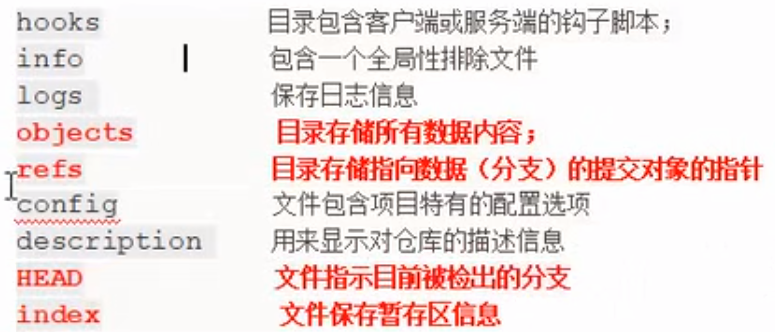 hooks 目录包含客户端或服务端的钩子脚本；
info 包含一个全局性排除文件
logs 保存日志信息
objects 目录存储所有数据内容；
refs 目录存储指向数据（分支）的提交对象的指针
config 文件包含项目特有的配置选项
description 用来显示对仓库的描述信息
HEAD 文件指示目前被检出的分支
index 文件保存暂存区信息